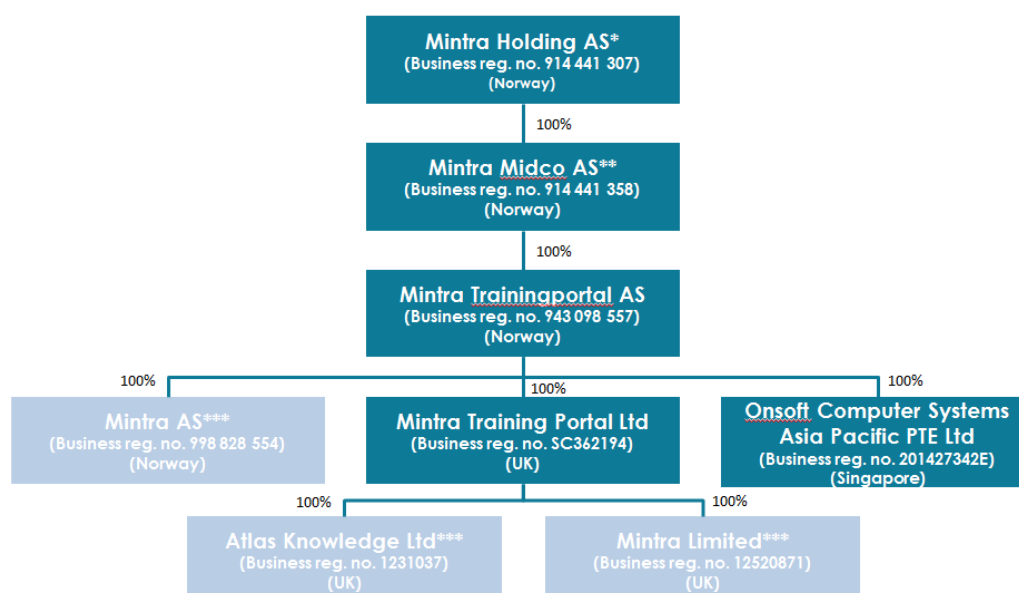 Mintra Holding AS*
(Business reg. no. 914 441 307)
(Norway)
100%
Mintra Midco AS**
(Business reg. no. 914 441 358)
(Norway)
100%
Mintra Trainingportal AS
(Business reg. no. 943 098 557)
(Norway)
100%
100%
100%
Mintra AS***
(Business reg. no. 998 828 554)
(Norway)
Mintra Training Portal Ltd
(Business reg. no. SC362194)
(UK)
Onsoft Computer Systems
Asia Pacific PTE Ltd
(Business reg. no. 201427342E)
(Singapore)
100%
100%
Atlas Knowledge Ltd***
(Business reg. no. 1231037)
(UK)
Mintra Limited***
(Business reg. no. 12520871)
(UK)